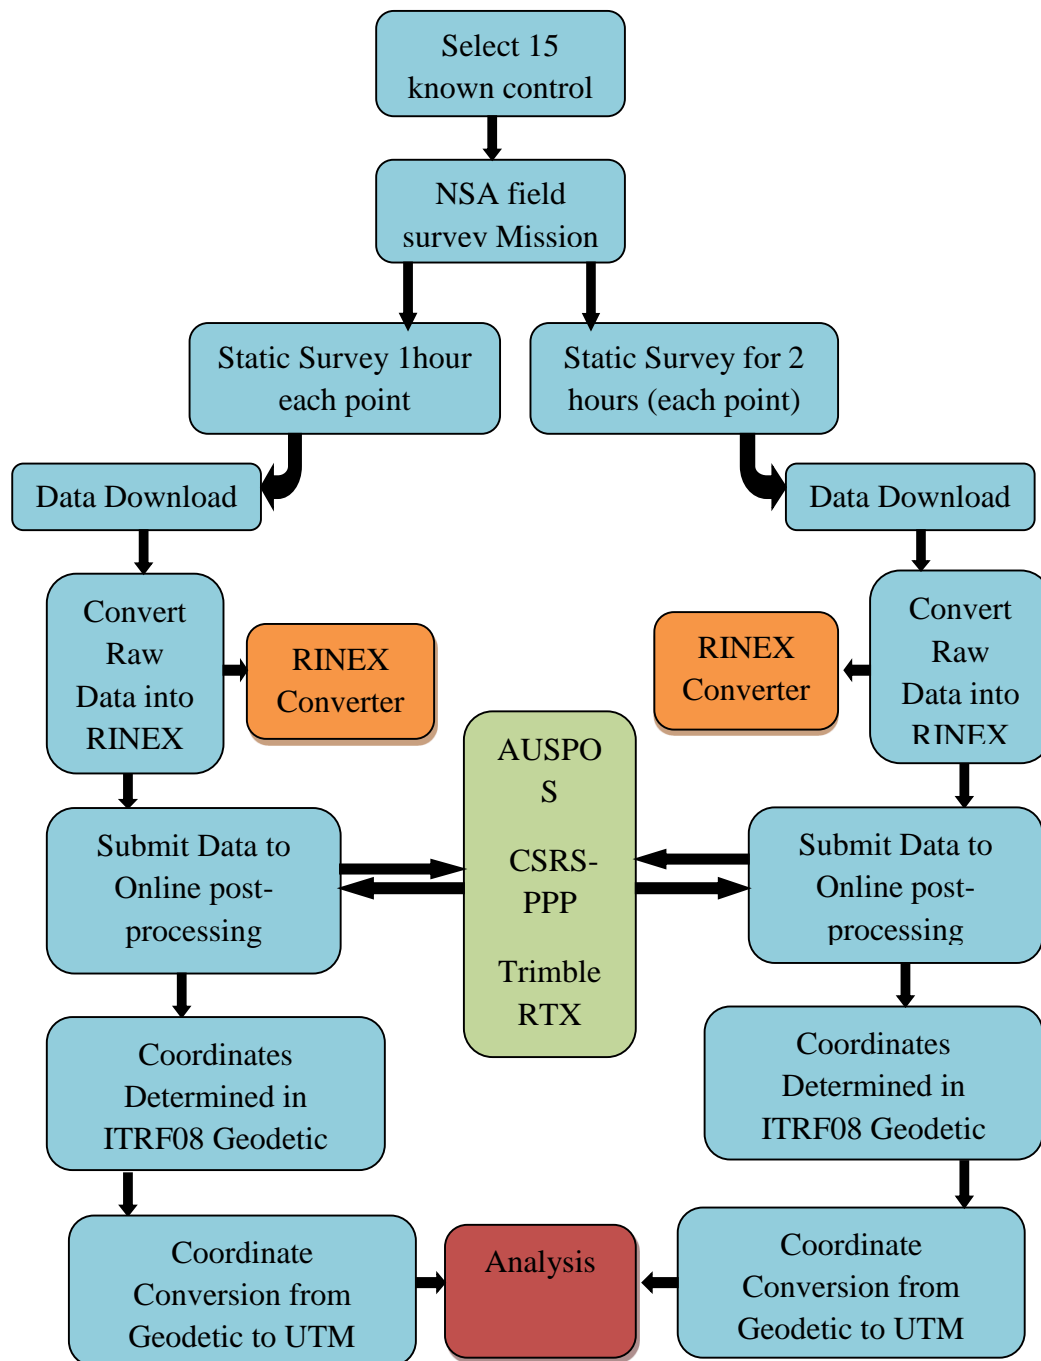 Select 15
known control
NSA field
survev Mission
Static Survey 1hour
each point
Static Survey for 2
hours (each point)
Data Download
Data Download
Convert
Raw
Data into
RINEX
RINEX
Converter
RINEX
Converter
Convert
Raw
Data into
RINEX
AUSPO
S
CSRS-
PPP
Trimble
RTX
Submit Data to
Online post-
processing
Submit Data to
Online post-
processing
Coordinates
Determined in
ITRF08 Geodetic
Coordinates
Determined in
ITRF08 Geodetic
Coordinate
Conversion from
Geodetic to UTM
Analysis
Coordinate
Conversion from
Geodetic to UTM